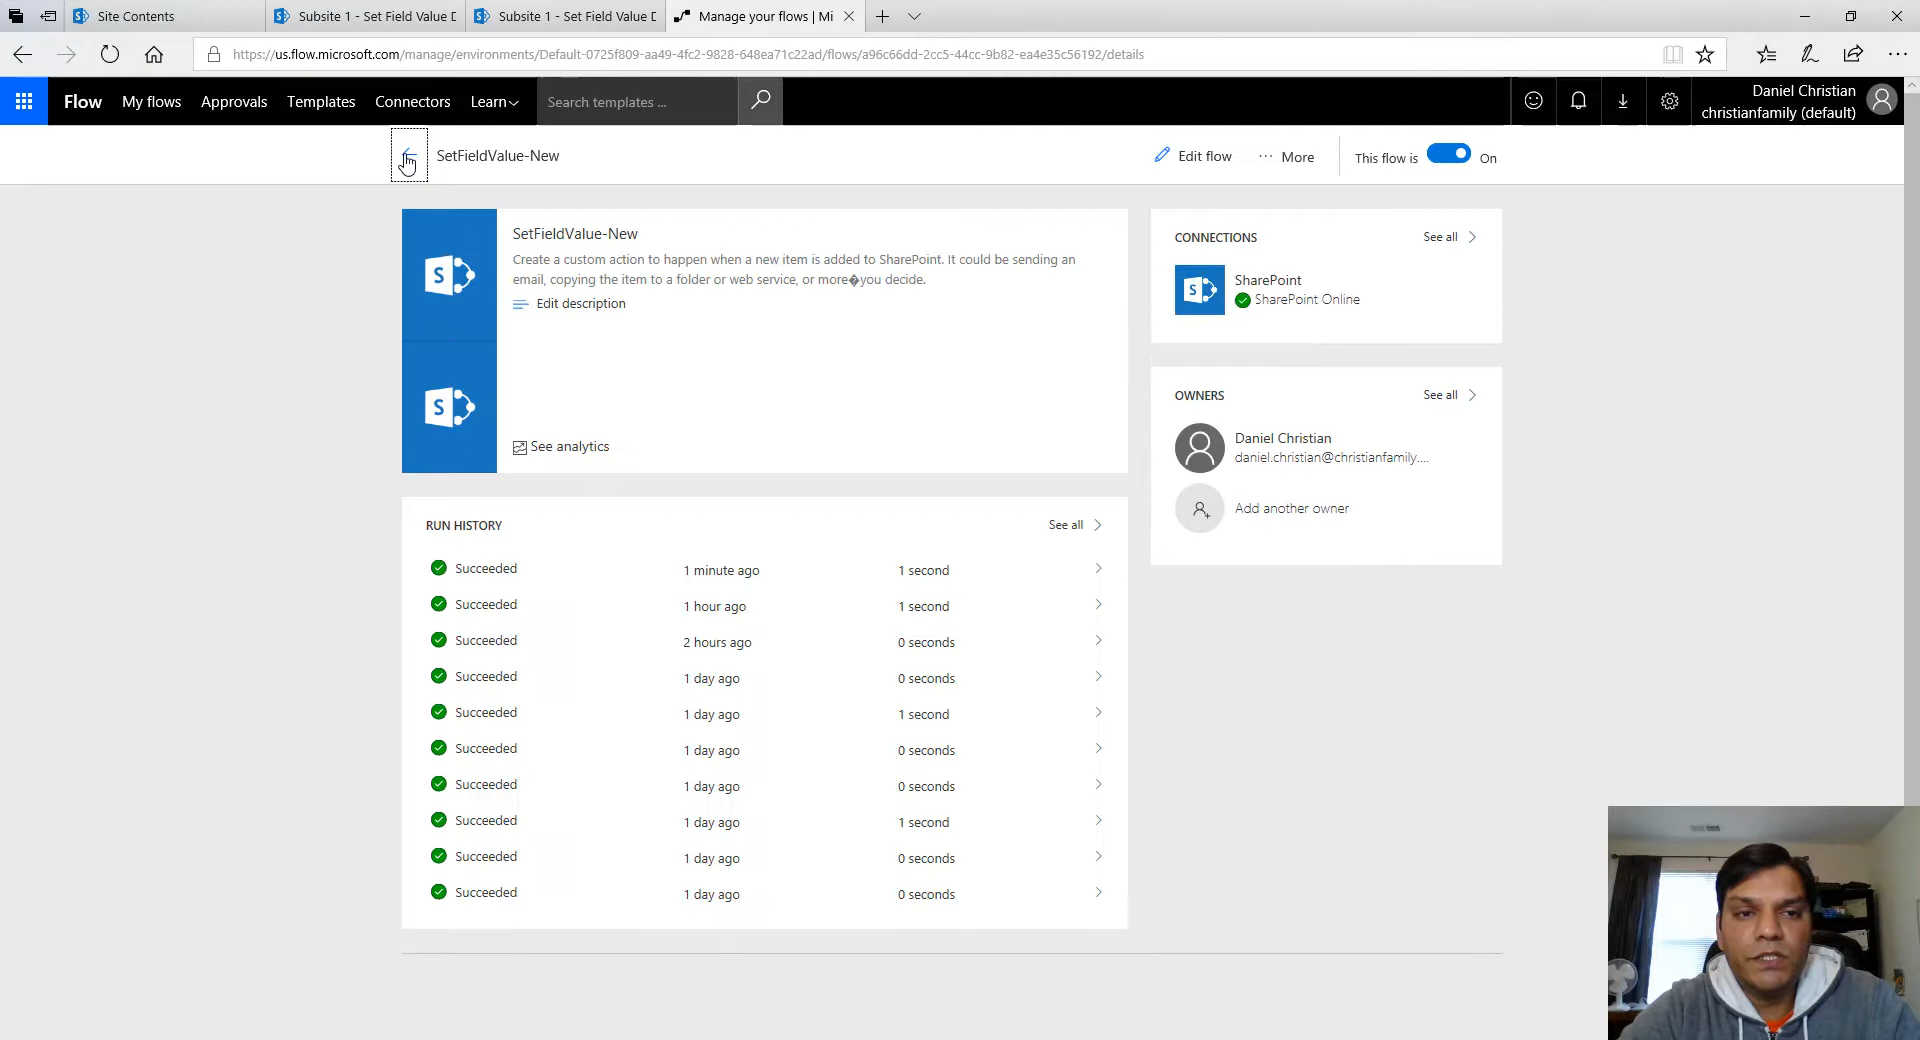 Site Contents
Subsite 1 - Set Field Value D
Subsite 1 - Set Field Value D
Manage your flows | Mi
https://us.flow.microsoft.com/manage/environments/Default-0725f809-aa49-4fc2-9828-648ea71c22ad/flows/a96c66dd-2cc5-44cc-9b82-ea4e35c56192/details
Flow
My flows
Approvals
Templates
Connectors
Learn
Search templates ...
Daniel Christian
christianfamily (default)
SetFieldValue-New
Edit flow
··· More
This flow is
On
SetFieldValue-New
Create a custom action to happen when a new item is added to SharePoint. It could be sending an
email, copying the item to a folder or web service, or more�you decide.
Edit description
See analytics
CONNECTIONS
See all
SharePoint
SharePoint Online
OWNERS
See all
Daniel Christian
daniel.christian@christianfamily....
Add another owner
RUN HISTORY
See all
Succeeded 1 minute ago 1 second
Succeeded 1 hour ago 1 second
Succeeded 2 hours ago 0 seconds
Succeeded 1 day ago 0 seconds
Succeeded 1 day ago 1 second
Succeeded 1 day ago 0 seconds
Succeeded 1 day ago 0 seconds
Succeeded 1 day ago 1 second
Succeeded 1 day ago 0 seconds
Succeeded 1 day ago 0 seconds